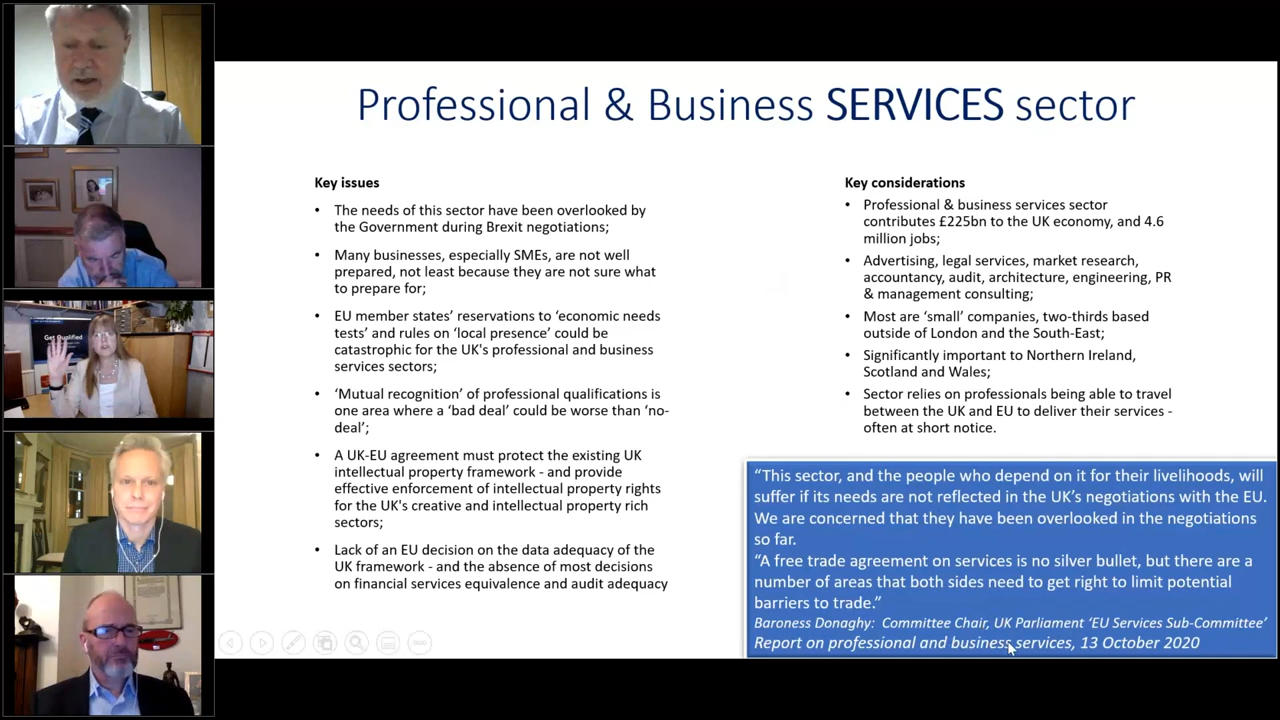 Professional & Business SERVICES sector
Key issues
• The needs of this sector have been overlooked by
the Government during Brexit negotiations;
• Many businesses, especially SMEs, are not well
prepared, not least because they are not sure what
to prepare for;
• EU member states’ reservations to ‘economic needs
tests’ and rules on ‘local presence’ could be
catastrophic for the UK's professional and business
services sectors;
• ‘Mutual recognition’ of professional qualifications is
one area where a ‘bad deal’ could be worse than ‘no-
deal’;
• A UK-EU agreement must protect the existing UK
intellectual property framework - and provide
effective enforcement of intellectual property rights
for the UK's creative and intellectual property rich
sectors;
• Lack of an EU decision on the data adequacy of the
UK framework - and the absence of most decisions
on financial services equivalence and audit adequacy
Key considerations
• Professional & business services sector
contributes £225bn to the UK economy, and 4.6
million jobs;
• Advertising, legal services, market research,
accountancy, audit, architecture, engineering, PR
& management consulting;
• Most are ‘small’ companies, two-thirds based
outside of London and the South-East;
• Significantly important to Northern Ireland,
Scotland and Wales;
• Sector relies on professionals being able to travel
between the UK and EU to deliver their services -
often at short notice.
“This sector, and the people who depend on it for their livelihoods, will
suffer if its needs are not reflected in the UK’s negotiations with the EU.
We are concerned that they have been overlooked in the negotiations
so far.
“A free trade agreement on services is no silver bullet, but there are a
number of areas that both sides need to get right to limit potential
barriers to trade.”
Baroness Donaghy: Committee Chair, UK Parliament ‘EU Services Sub-Committee’
Report on professional and business services, 13 October 2020
Get Qualified